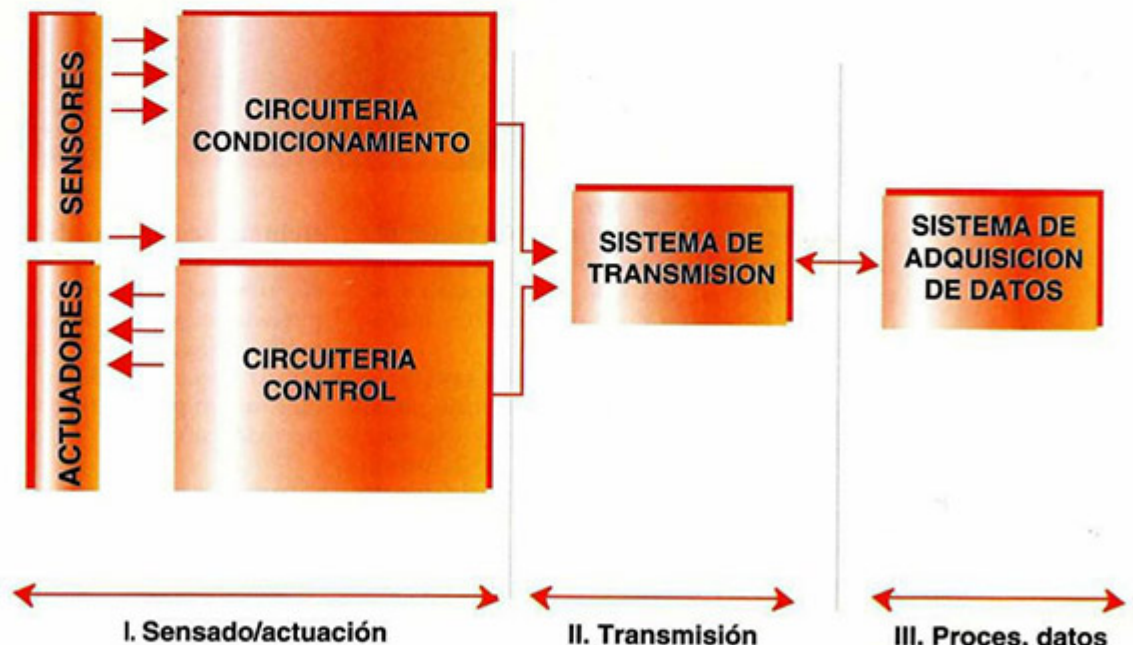 SENSORES
CIRCUITERIA
CONDICIONAMIENTO
ACTUADORES
CIRCUITERIA
CONTROL
SISTEMA DE
TRANSMISION
SISTEMA DE
ADQUISICION
DE DATOS
I. Sensado/actuación
II. Transmisión
III. Proces. datos